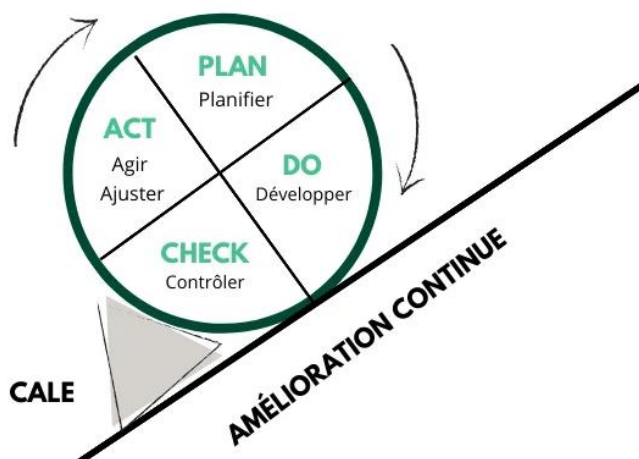 PLAN
Planifier
DO
Développer
CHECK
Contrôler
ACT
Agir
Ajuster
CALE
AMÉLIORATION CONTINUE